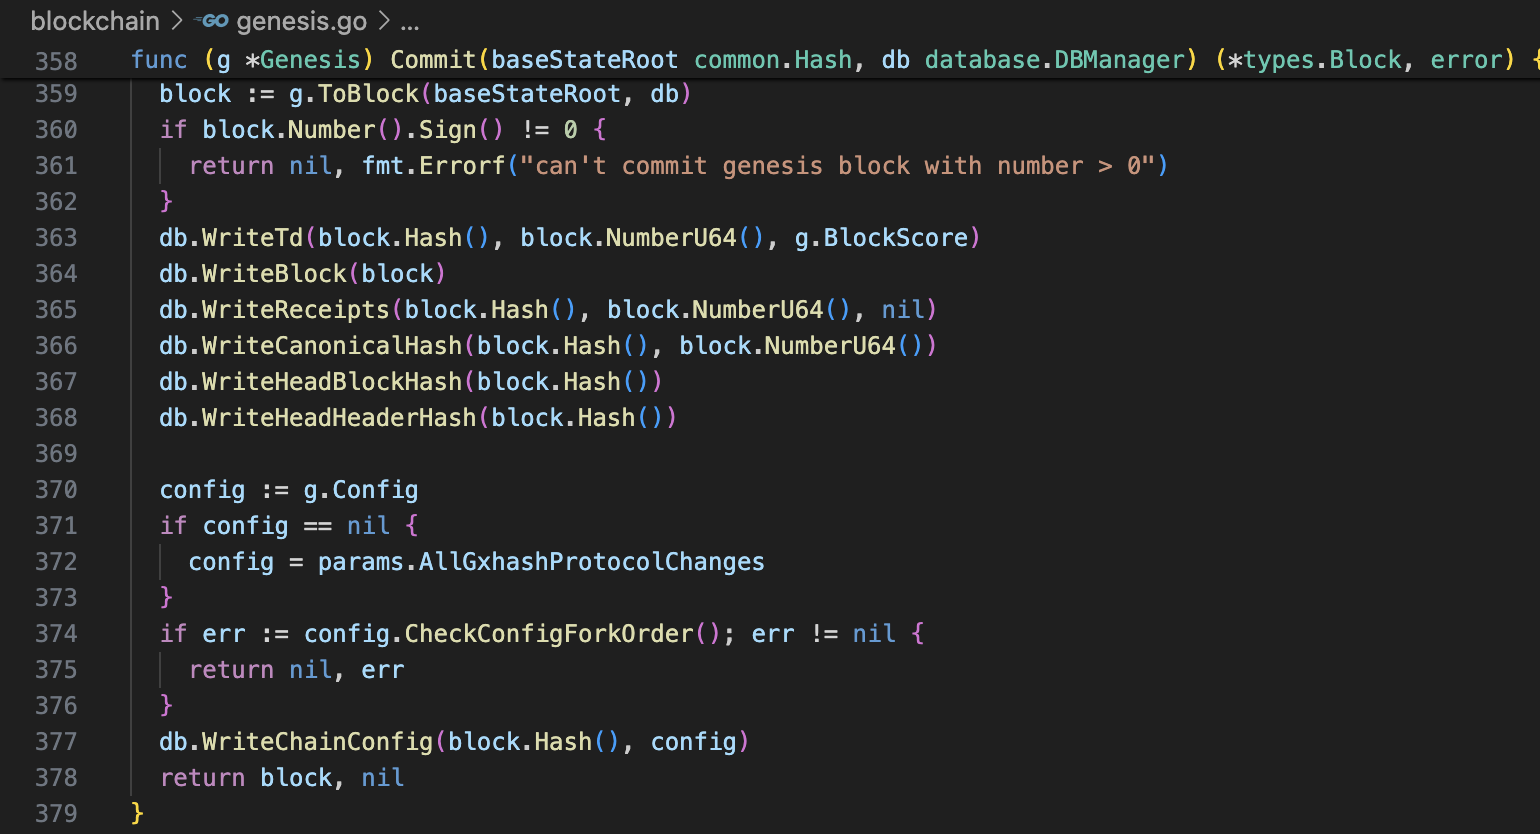 blockchain > GO genesis.go > ...
358 func (g *Genesis) Commit(baseStateRoot common.Hash, db database.DBManager) (*types.Block, error) {
359 block := g.ToBlock(baseStateRoot, db)
360 if block.Number().Sign() != 0 {
361 return nil, fmt.Errorf("can't commit genesis block with number > 0")
362 }
363 db.WriteTd(block.Hash(), block.NumberU64(), g.BlockScore)
364 db.WriteBlock(block)
365 db.WriteReceipts(block.Hash(), block.NumberU64(), nil)
366 db.WriteCanonicalHash(block.Hash(), block.NumberU64())
367 db.WriteHeadBlockHash(block.Hash())
368 db.WriteHeadHeaderHash(block.Hash())
369
370 config := g.Config
371 if config == nil {
372 config = params.AllGxhashProtocolChanges
373 }
374 if err := config.CheckConfigForkOrder(); err != nil {
375 return nil, err
376 }
377 db.WriteChainConfig(block.Hash(), config)
378 return block, nil
379 }